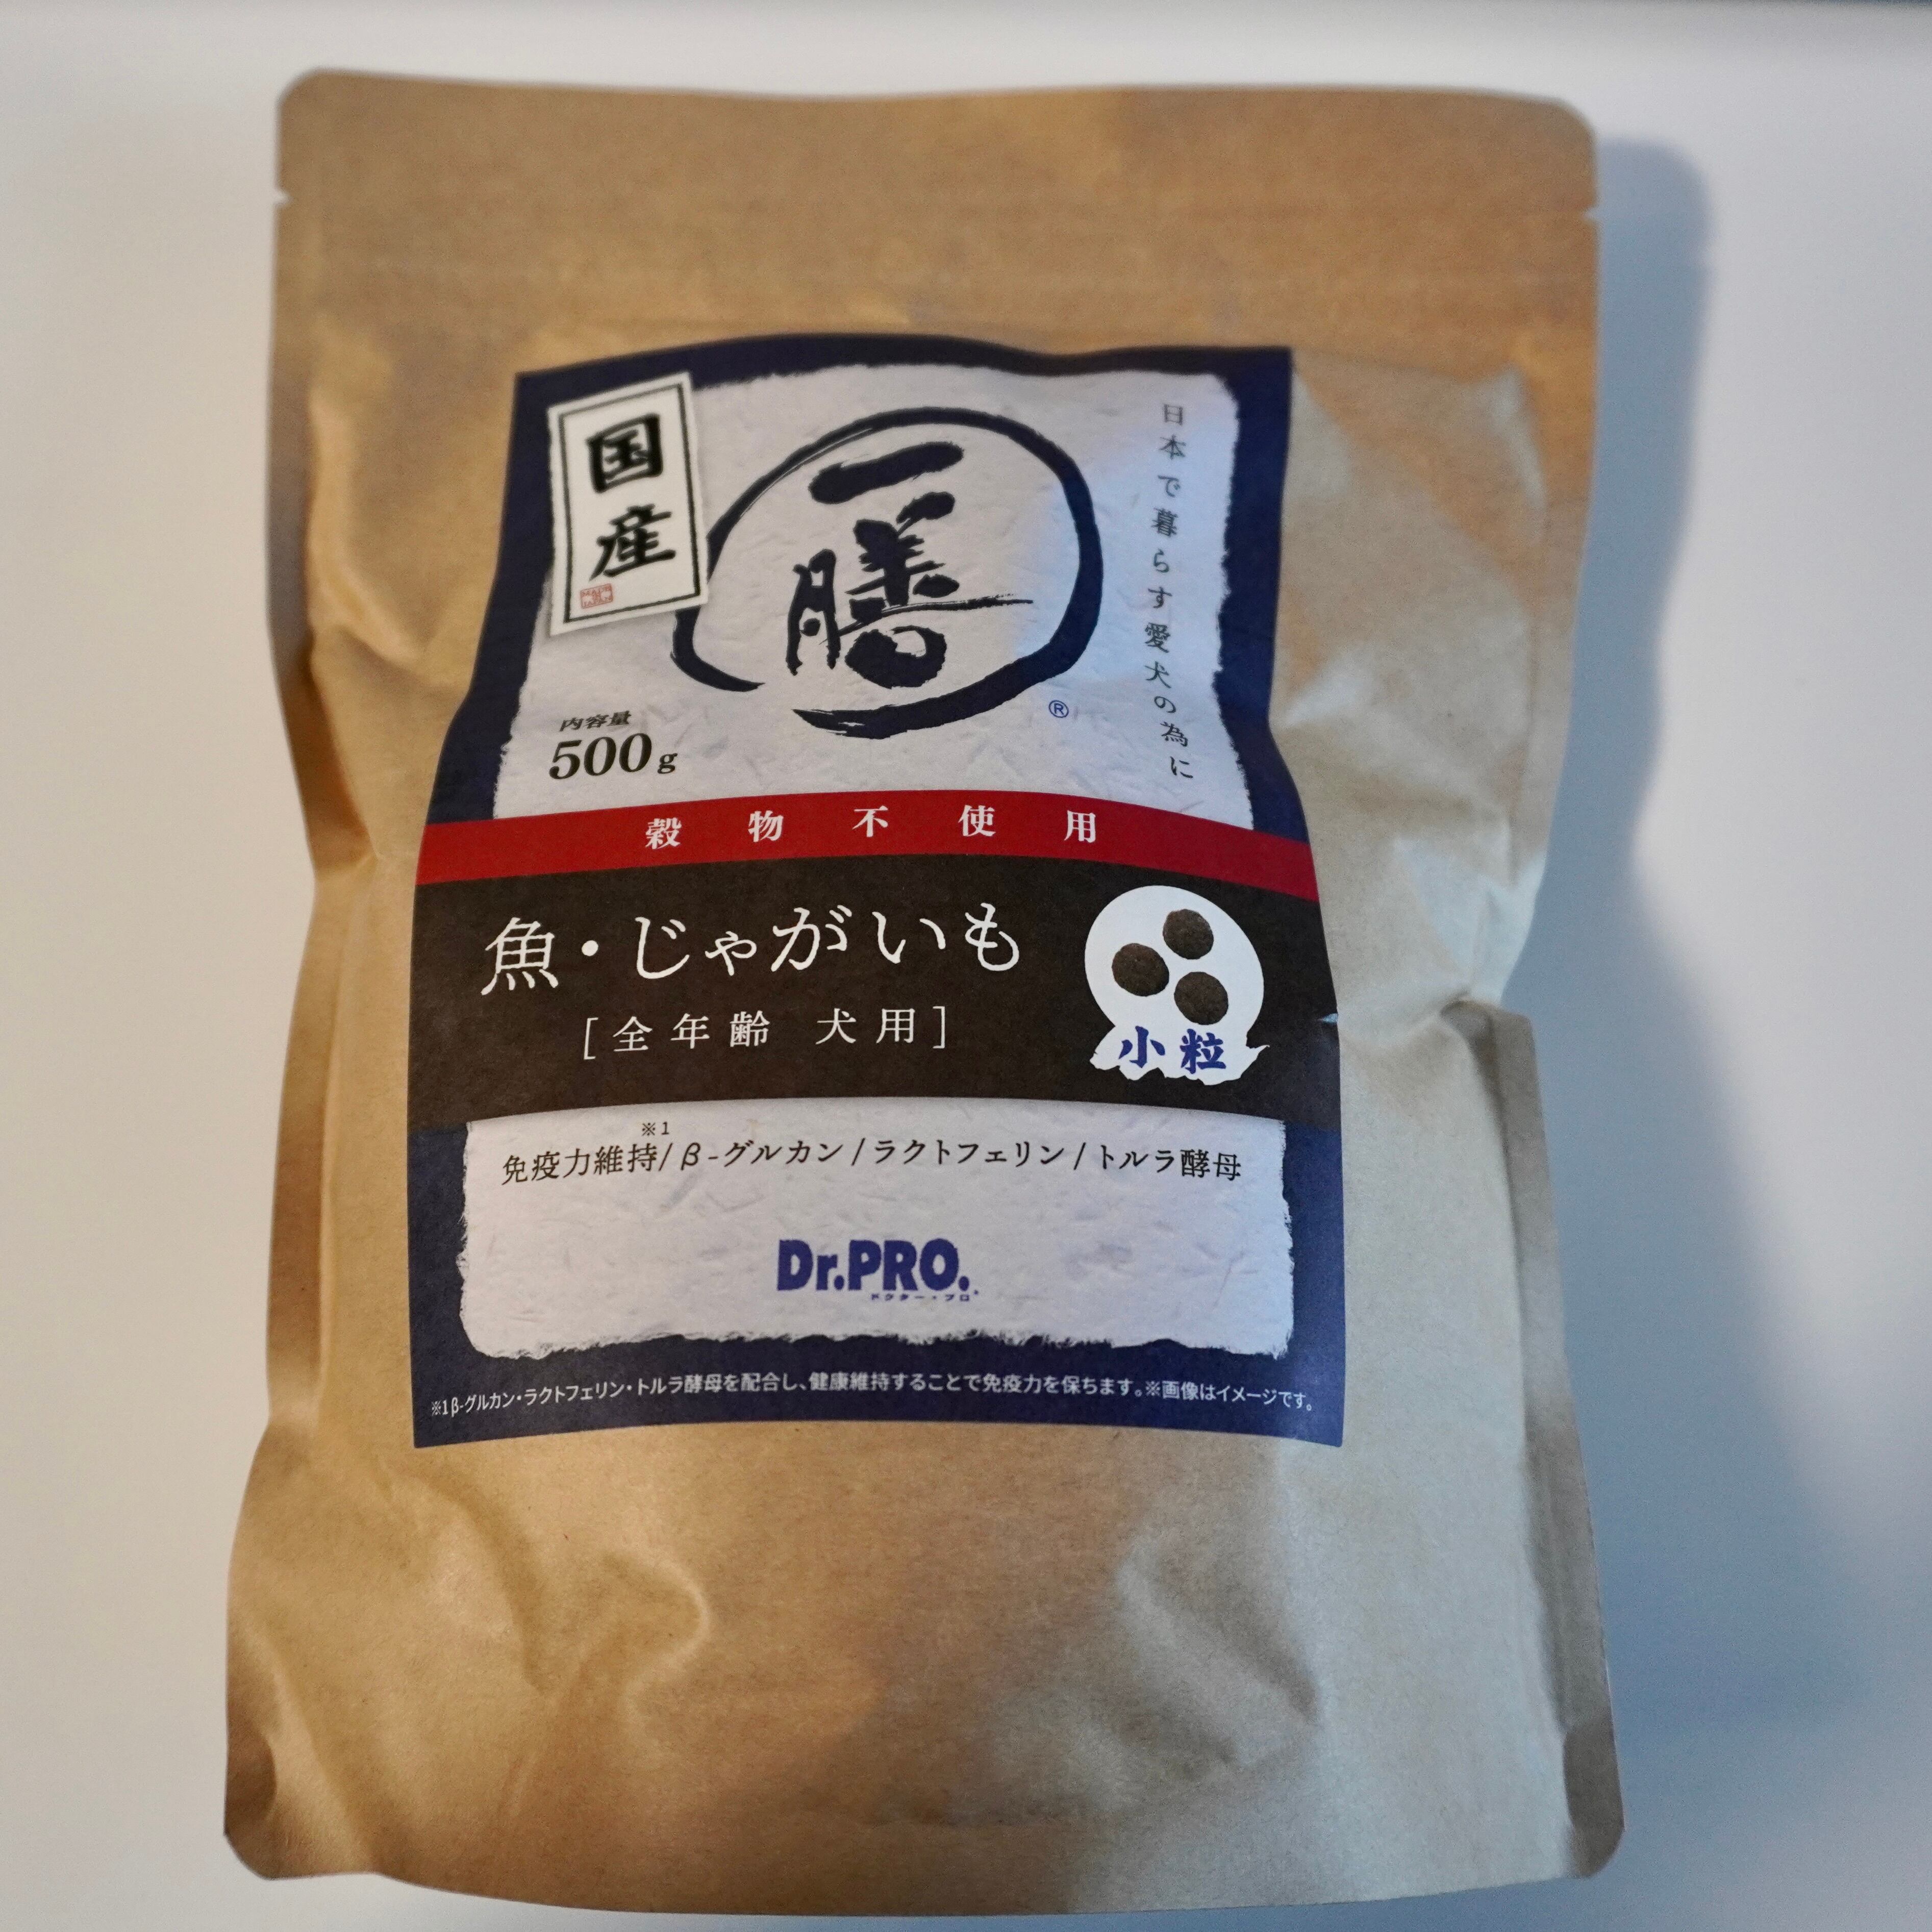 国産
一膳
®
日本で暮らす愛犬の為に
内容量
500g
穀物不使用
魚・じゃがいも
[全年齢 犬用]
小粒
※1
免疫力維持/β-グルカン/ラクトフェリン/トルラ酵母
Dr.PRO.
ドクター・プロ
※1β-グルカン・ラクトフェリン・トルラ酵母を配合し、健康維持することで免疫力を保ちます。※画像はイメージです。